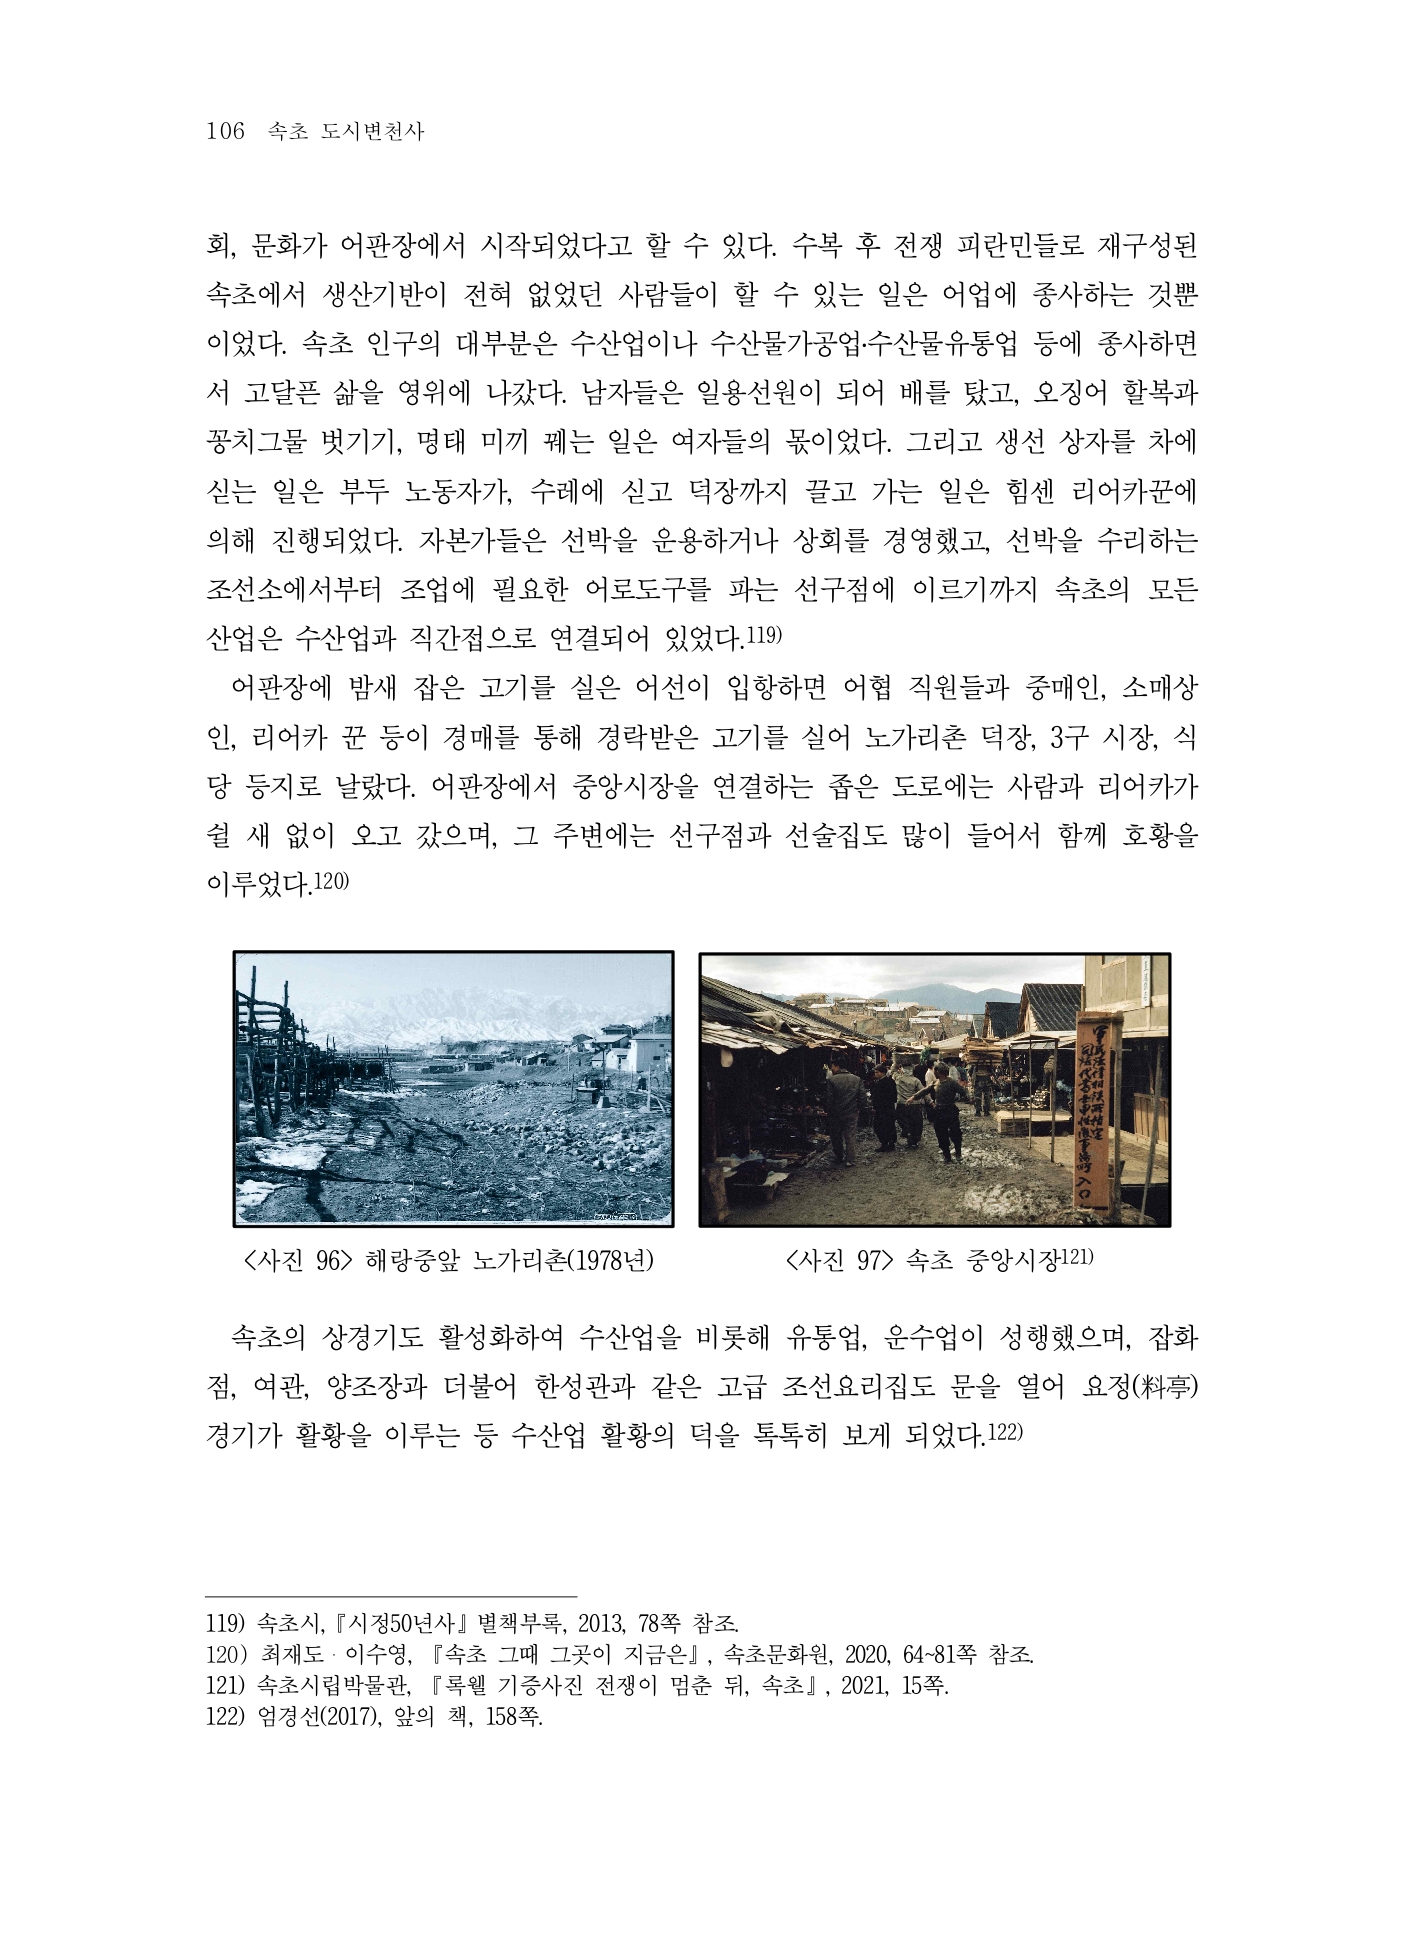 106 속초 도시변천사
회, 문화가 어판장에서 시작되었다고 할 수 있다. 수복 후 전쟁 피란민들로 재구성된
속초에서 생산기반이 전혀 없었던 사람들이 할 수 있는 일은 어업에 종사하는 것뿐
이었다. 속초 인구의 대부분은 수산업이나 수산물가공업·수산물유통업 등에 종사하면
서 고달픈 삶을 영위에 나갔다. 남자들은 일용선원이 되어 배를 탔고, 오징어 할복과
꽁치그물 벗기기, 명태 미끼 꿰는 일은 여자들의 몫이었다. 그리고 생선 상자를 차에
싣는 일은 부두 노동자가, 수레에 싣고 덕장까지 끌고 가는 일은 힘센 리어카꾼에
의해 진행되었다. 자본가들은 선박을 운용하거나 상회를 경영했고, 선박을 수리하는
조선소에서부터 조업에 필요한 어로도구를 파는 선구점에 이르기까지 속초의 모든
산업은 수산업과 직간접으로 연결되어 있었다.119)
어판장에 밤새 잡은 고기를 실은 어선이 입항하면 어협 직원들과 중매인, 소매상
인, 리어카 꾼 등이 경매를 통해 경락받은 고기를 실어 노가리촌 덕장, 3구 시장, 식
당 등지로 날랐다. 어판장에서 중앙시장을 연결하는 좁은 도로에는 사람과 리어카가
쉴 새 없이 오고 갔으며, 그 주변에는 선구점과 선술집도 많이 들어서 함께 호황을
이루었다.120)
入口
<사진 96> 해랑중앞 노가리촌(1978년)
<사진 97> 속초 중앙시장121)
속초의 상경기도 활성화하여 수산업을 비롯해 유통업, 운수업이 성행했으며, 잡화
점, 여관, 양조장과 더불어 한성관과 같은 고급 조선요리집도 문을 열어 요정(料亭)
경기가 활황을 이루는 등 수산업 활황의 덕을 톡톡히 보게 되었다.122)
119) 속초시,『시정50년사』별책부록, 2013, 78쪽 참조.
120) 최재도·이수영, 『속초 그때 그곳이 지금은』, 속초문화원, 2020, 64~81쪽 참조.
121) 속초시립박물관, 『록웰 기증사진 전쟁이 멈춘 뒤, 속초』, 2021, 15쪽.
122) 엄경선(2017), 앞의 책, 158쪽.